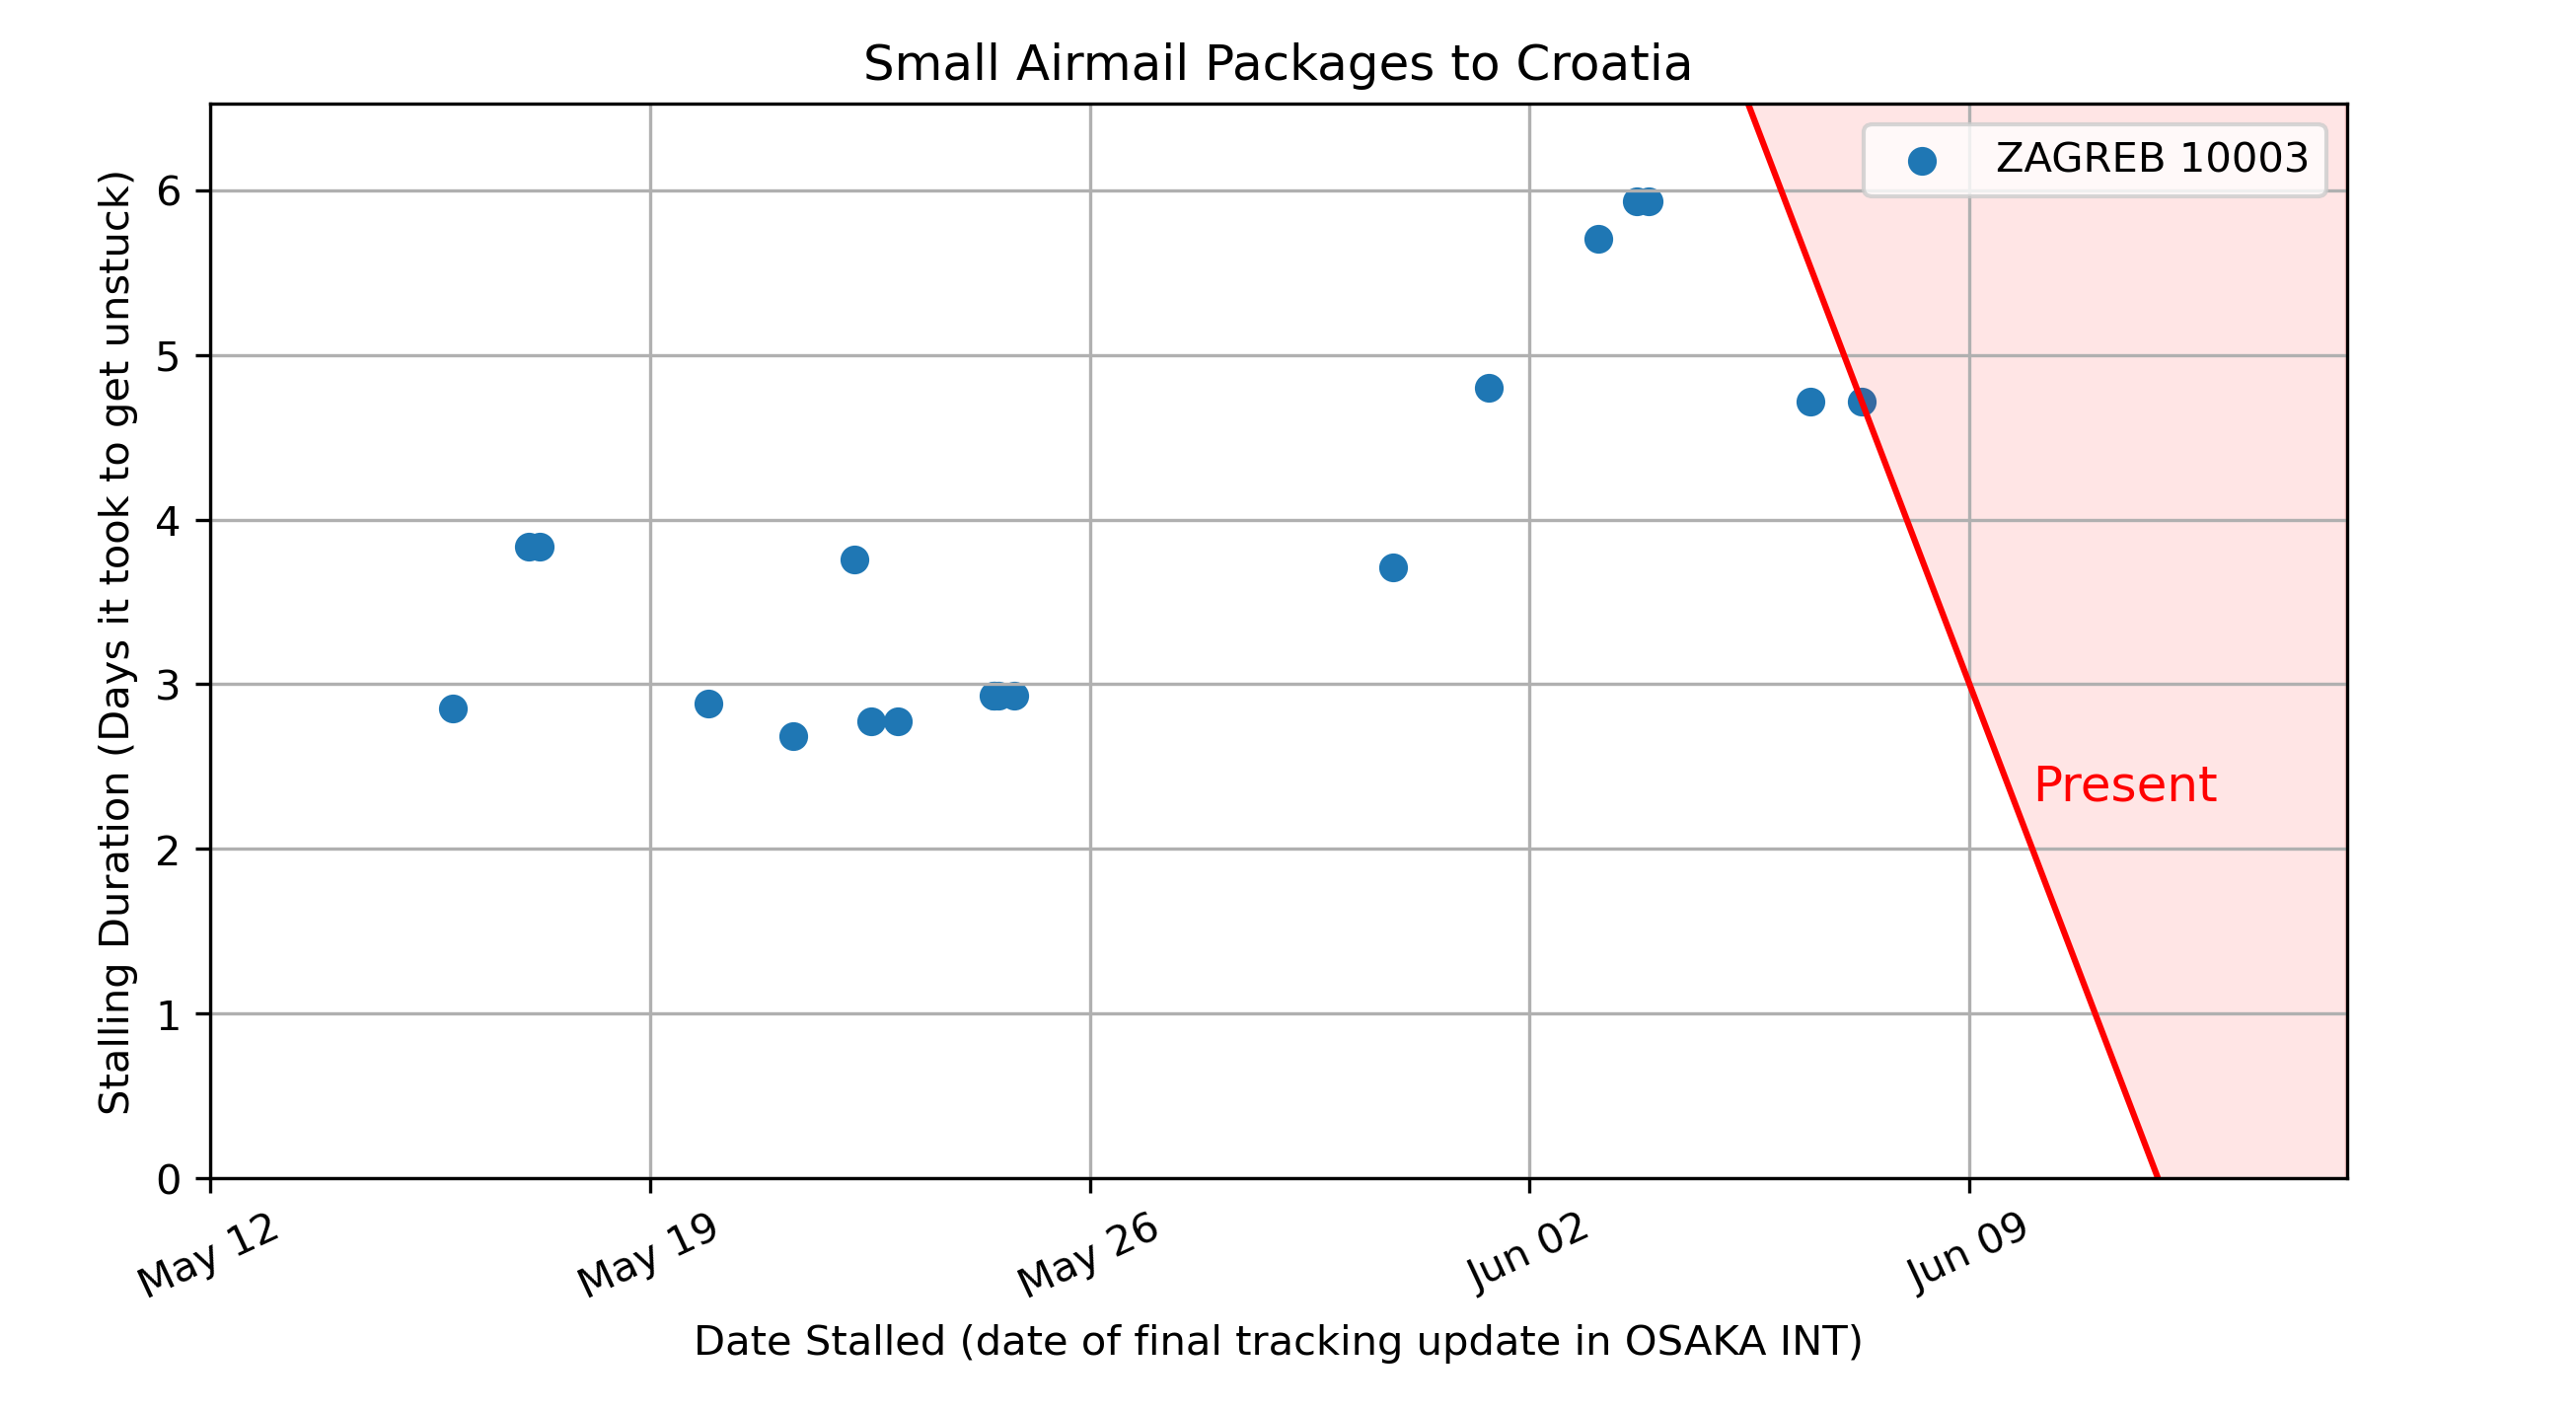 Small Airmail Packages to Croatia
ZAGREB 10003
Stalling Duration (Days it took to get unstuck)
6
5
4
3
2
1
0
Present
May 12
May 19
May 26
Jun 02
Jun 09
Date Stalled (date of final tracking update in OSAKA INT)